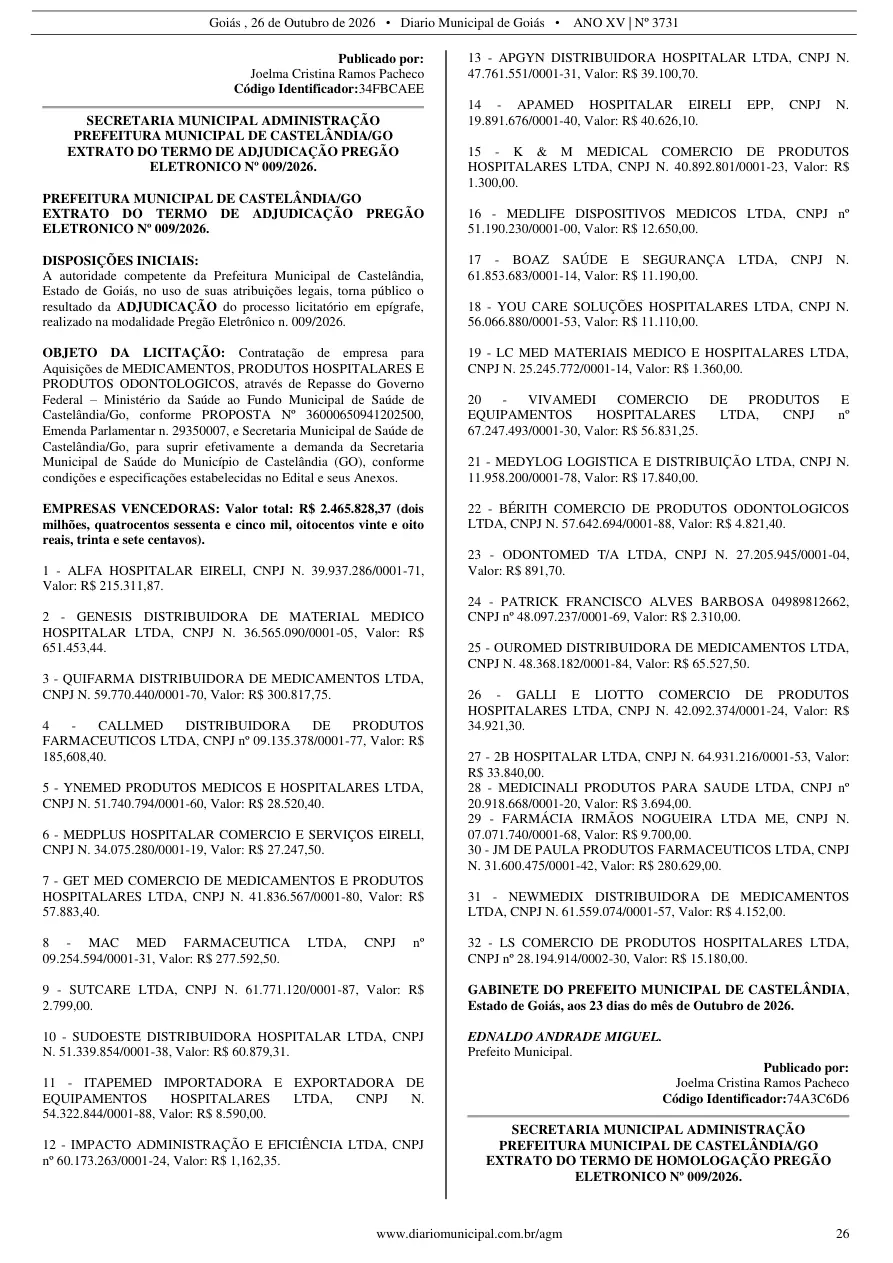 Goiás , 26 de Outubro de 2026 • Diario Municipal de Goiás • ANO XV | Nº 3731
Publicado por:
Joelma Cristina Ramos Pacheco
Código Identificador:34FBCAEE
SECRETARIA MUNICIPAL ADMINISTRAÇÃO
PREFEITURA MUNICIPAL DE CASTELÂNDIA/GO
EXTRATO DO TERMO DE ADJUDICAÇÃO PREGÃO
ELETRONICO Nº 009/2026.
PREFEITURA MUNICIPAL DE CASTELÂNDIA/GO
EXTRATO DO TERMO DE ADJUDICAÇÃO PREGÃO
ELETRONICO Nº 009/2026.
DISPOSIÇÕES INICIAIS:
A autoridade competente da Prefeitura Municipal de Castelândia,
Estado de Goiás, no uso de suas atribuições legais, torna público o
resultado da ADJUDICAÇÃO do processo licitatório em epígrafe,
realizado na modalidade Pregão Eletrônico n. 009/2026.
OBJETO DA LICITAÇÃO: Contratação de empresa para
Aquisições de MEDICAMENTOS, PRODUTOS HOSPITALARES E
PRODUTOS ODONTOLOGICOS, através de Repasse do Governo
Federal – Ministério da Saúde ao Fundo Municipal de Saúde de
Castelândia/Go, conforme PROPOSTA Nº 36000650941202500,
Emenda Parlamentar n. 29350007, e Secretaria Municipal de Saúde de
Castelândia/Go, para suprir efetivamente a demanda da Secretaria
Municipal de Saúde do Município de Castelândia (GO), conforme
condições e especificações estabelecidas no Edital e seus Anexos.
EMPRESAS VENCEDORAS: Valor total: R$ 2.465.828,37 (dois
milhões, quatrocentos sessenta e cinco mil, oitocentos vinte e oito
reais, trinta e sete centavos).
1 - ALFA HOSPITALAR EIRELI, CNPJ N. 39.937.286/0001-71,
Valor: R$ 215.311,87.
2 - GENESIS DISTRIBUIDORA DE MATERIAL MEDICO
HOSPITALAR LTDA, CNPJ N. 36.565.090/0001-05, Valor: R$
651.453,44.
3 - QUIFARMA DISTRIBUIDORA DE MEDICAMENTOS LTDA,
CNPJ N. 59.770.440/0001-70, Valor: R$ 300.817,75.
4 - CALLMED DISTRIBUIDORA DE PRODUTOS
FARMACEUTICOS LTDA, CNPJ nº 09.135.378/0001-77, Valor: R$
185,608,40.
5 - YNEMED PRODUTOS MEDICOS E HOSPITALARES LTDA,
CNPJ N. 51.740.794/0001-60, Valor: R$ 28.520,40.
6 - MEDPLUS HOSPITALAR COMERCIO E SERVIÇOS EIRELI,
CNPJ N. 34.075.280/0001-19, Valor: R$ 27.247,50.
7 - GET MED COMERCIO DE MEDICAMENTOS E PRODUTOS
HOSPITALARES LTDA, CNPJ N. 41.836.567/0001-80, Valor: R$
57.883,40.
8 - MAC MED FARMACEUTICA LTDA, CNPJ nº
09.254.594/0001-31, Valor: R$ 277.592,50.
9 - SUTCARE LTDA, CNPJ N. 61.771.120/0001-87, Valor: R$
2.799,00.
10 - SUDOESTE DISTRIBUIDORA HOSPITALAR LTDA, CNPJ
N. 51.339.854/0001-38, Valor: R$ 60.879,31.
11 - ITAPEMED IMPORTADORA E EXPORTADORA DE
EQUIPAMENTOS HOSPITALARES LTDA, CNPJ N.
54.322.844/0001-88, Valor: R$ 8.590,00.
12 - IMPACTO ADMINISTRAÇÃO E EFICIÊNCIA LTDA, CNPJ
nº 60.173.263/0001-24, Valor: R$ 1,162,35.
13 - APGYN DISTRIBUIDORA HOSPITALAR LTDA, CNPJ N.
47.761.551/0001-31, Valor: R$ 39.100,70.
14 - APAMED HOSPITALAR EIRELI EPP, CNPJ N.
19.891.676/0001-40, Valor: R$ 40.626,10.
15 - K & M MEDICAL COMERCIO DE PRODUTOS
HOSPITALARES LTDA, CNPJ N. 40.892.801/0001-23, Valor: R$
1.300,00.
16 - MEDLIFE DISPOSITIVOS MEDICOS LTDA, CNPJ nº
51.190.230/0001-00, Valor: R$ 12.650,00.
17 - BOAZ SAÚDE E SEGURANÇA LTDA, CNPJ N.
61.853.683/0001-14, Valor: R$ 11.190,00.
18 - YOU CARE SOLUÇÕES HOSPITALARES LTDA, CNPJ N.
56.066.880/0001-53, Valor: R$ 11.110,00.
19 - LC MED MATERIAIS MEDICO E HOSPITALARES LTDA,
CNPJ N. 25.245.772/0001-14, Valor: R$ 1.360,00.
20 - VIVAMEDI COMERCIO DE PRODUTOS E
EQUIPAMENTOS HOSPITALARES LTDA, CNPJ nº
67.247.493/0001-30, Valor: R$ 56.831,25.
21 - MEDYLOG LOGISTICA E DISTRIBUIÇÃO LTDA, CNPJ N.
11.958.200/0001-78, Valor: R$ 17.840,00.
22 - BÉRITH COMERCIO DE PRODUTOS ODONTOLOGICOS
LTDA, CNPJ N. 57.642.694/0001-88, Valor: R$ 4.821,40.
23 - ODONTOMED T/A LTDA, CNPJ N. 27.205.945/0001-04,
Valor: R$ 891,70.
24 - PATRICK FRANCISCO ALVES BARBOSA 04989812662,
CNPJ nº 48.097.237/0001-69, Valor: R$ 2.310,00.
25 - OUROMED DISTRIBUIDORA DE MEDICAMENTOS LTDA,
CNPJ N. 48.368.182/0001-84, Valor: R$ 65.527,50.
26 - GALLI E LIOTTO COMERCIO DE PRODUTOS
HOSPITALARES LTDA, CNPJ N. 42.092.374/0001-24, Valor: R$
34.921,30.
27 - 2B HOSPITALAR LTDA, CNPJ N. 64.931.216/0001-53, Valor:
R$ 33.840,00.
28 - MEDICINALI PRODUTOS PARA SAUDE LTDA, CNPJ nº
20.918.668/0001-20, Valor: R$ 3.694,00.
29 - FARMÁCIA IRMÃOS NOGUEIRA LTDA ME, CNPJ N.
07.071.740/0001-68, Valor: R$ 9.700,00.
30 - JM DE PAULA PRODUTOS FARMACEUTICOS LTDA, CNPJ
N. 31.600.475/0001-42, Valor: R$ 280.629,00.
31 - NEWMEDIX DISTRIBUIDORA DE MEDICAMENTOS
LTDA, CNPJ N. 61.559.074/0001-57, Valor: R$ 4.152,00.
32 - LS COMERCIO DE PRODUTOS HOSPITALARES LTDA,
CNPJ nº 28.194.914/0002-30, Valor: R$ 15.180,00.
GABINETE DO PREFEITO MUNICIPAL DE CASTELÂNDIA,
Estado de Goiás, aos 23 dias do mês de Outubro de 2026.
EDNALDO ANDRADE MIGUEL.
Prefeito Municipal.
Publicado por:
Joelma Cristina Ramos Pacheco
Código Identificador:74A3C6D6
SECRETARIA MUNICIPAL ADMINISTRAÇÃO
PREFEITURA MUNICIPAL DE CASTELÂNDIA/GO
EXTRATO DO TERMO DE HOMOLOGAÇÃO PREGÃO
ELETRONICO Nº 009/2026.
www.diariomunicipal.com.br/agm 26